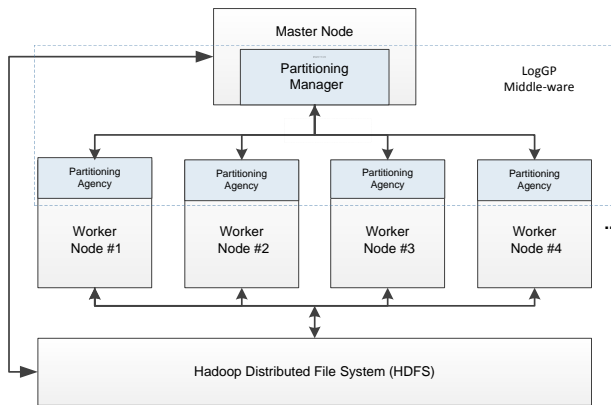 Master Node
Partitioning
Manager
LogGP
Middle-ware
Partitioning
Agency
Partitioning
Agency
Partitioning
Agency
Partitioning
Agency
Worker
Node #1
Worker
Node #2
Worker
Node #3
Worker
Node #4
Hadoop Distributed File System (HDFS)